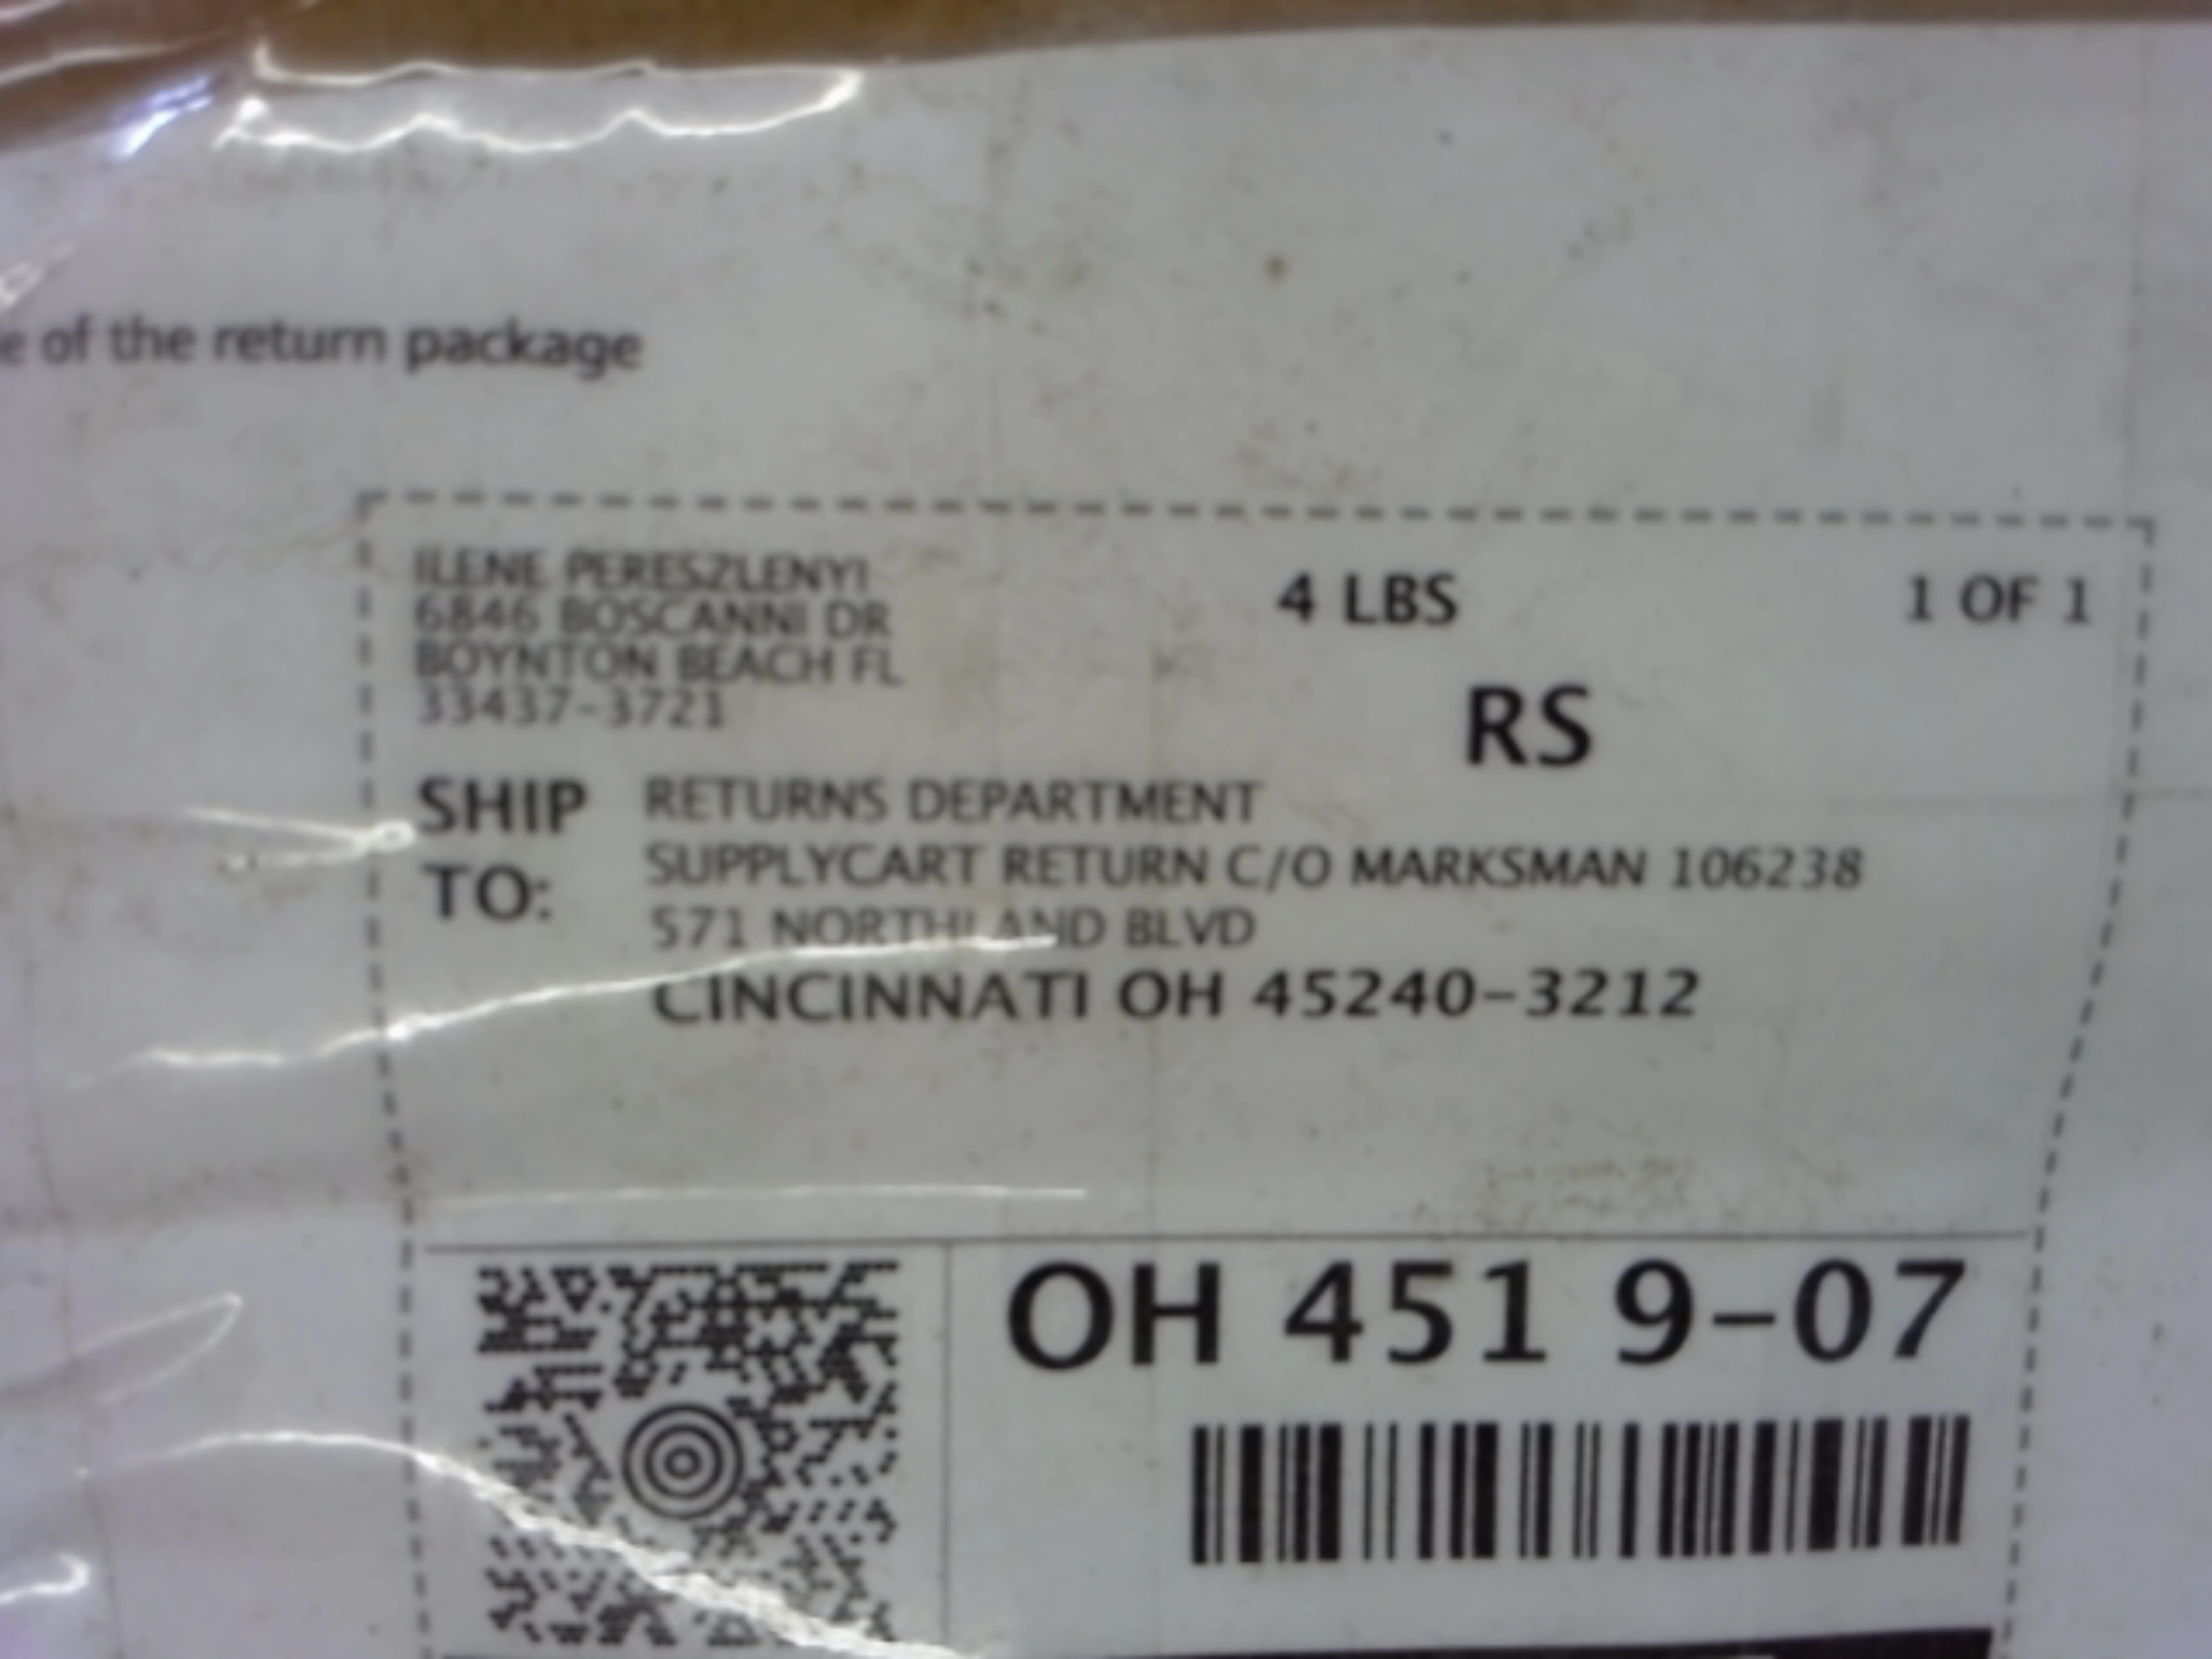 of the return package
ILENE PERESZLENYI
6846 BOSCANNI DR
BOYNTON BEACH FL
33437-3721
4 LBS
1 OF 1
RS
SHIP TO:
RETURNS DEPARTMENT
SUPPLYCART RETURN C/O MARKSMAN 106238
571 NORTHLAND BLVD
CINCINNATI OH 45240-3212
OH 451 9-07